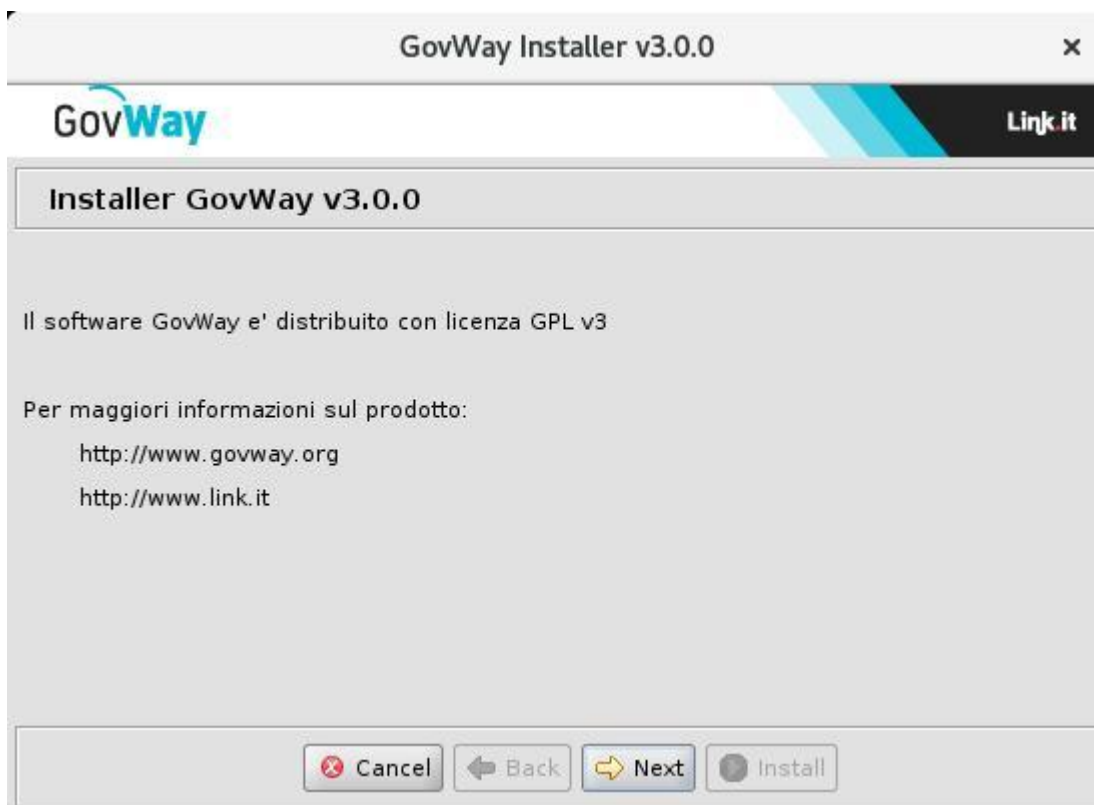 GovWay Installer v3.0.0
GovWay
Link.it
Installer GovWay v3.0.0
Il software GovWay e' distribuito con licenza GPL v3
Per maggiori informazioni sul prodotto:
http://www.govway.org
http://www.link.it
Cancel
Back
Next
Install